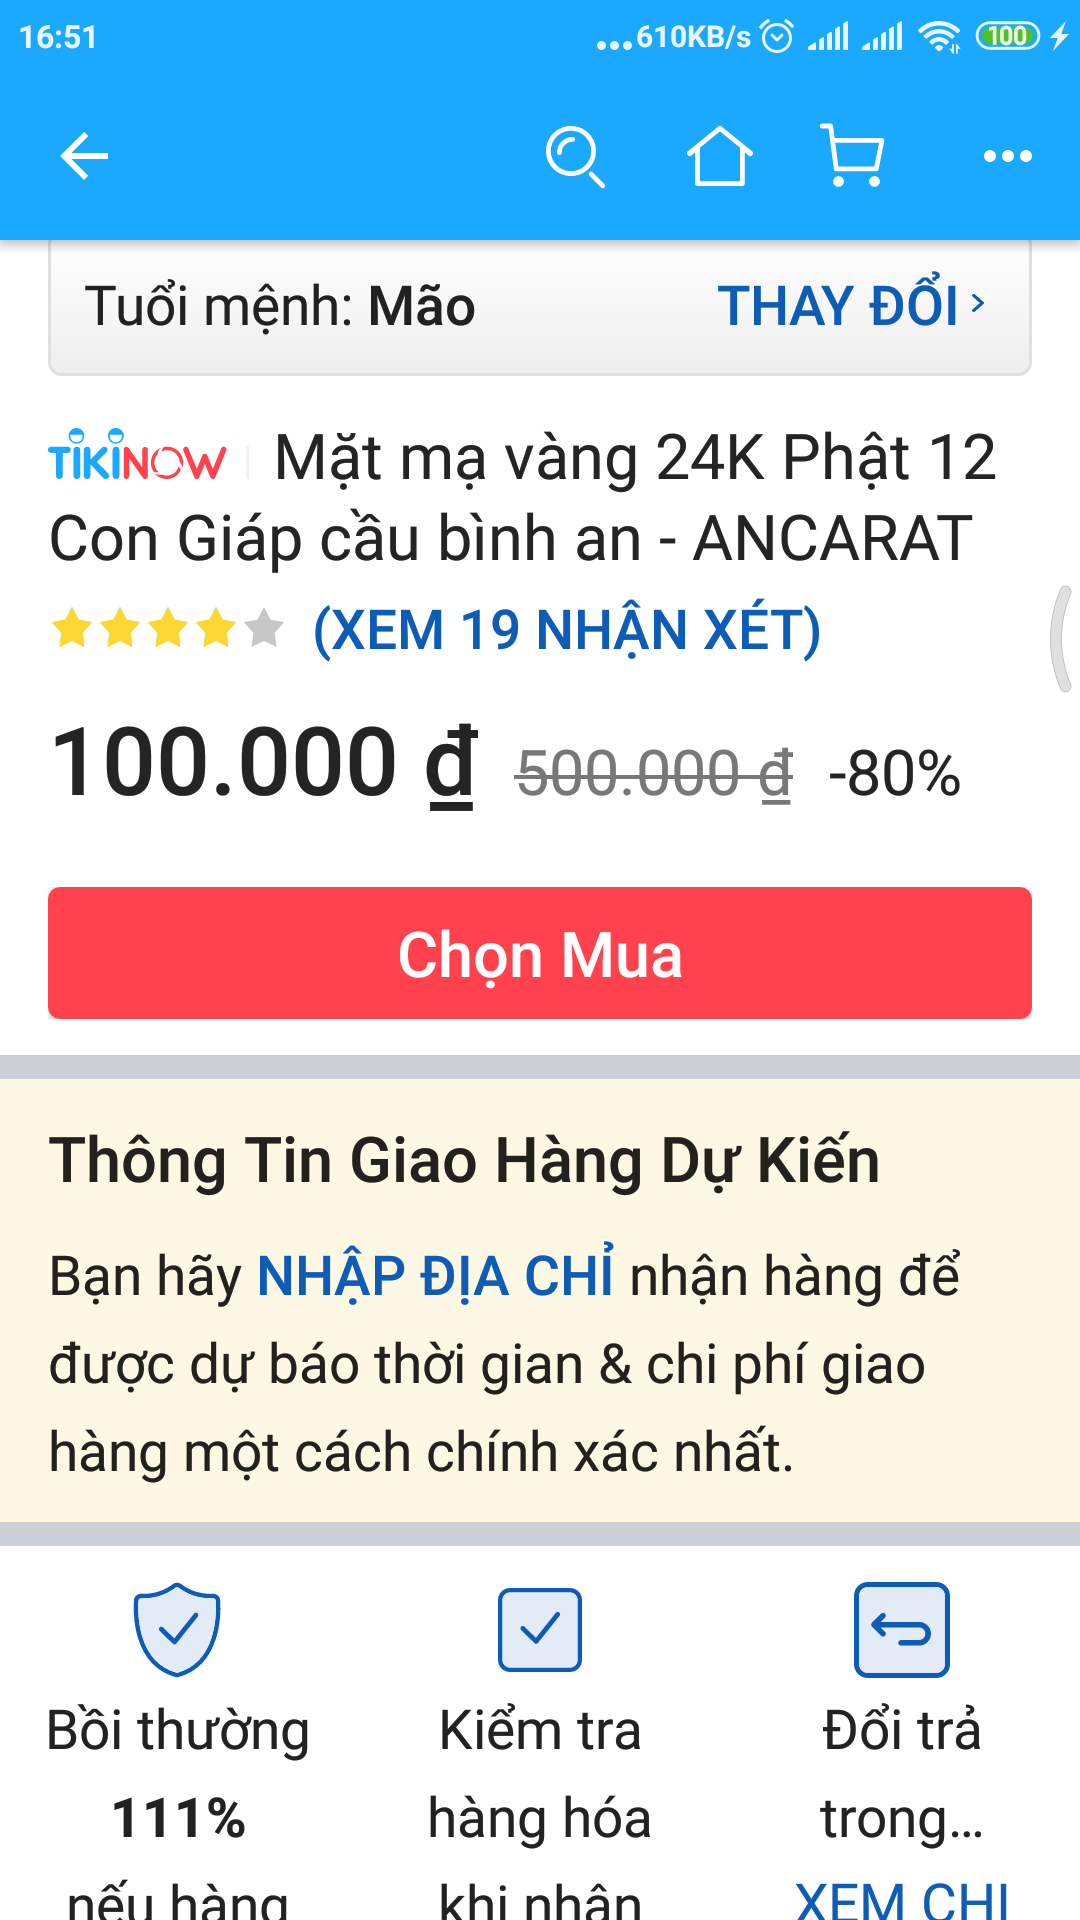 16:51
...610KB/s
100
Tuổi mệnh: Mão
THAY ĐỔI
TIKINOW Mặt mạ vàng 24K Phật 12
Con Giáp cầu bình an - ANCARAT
(XEM 19 NHẬN XÉT)
100.000 ₫ 500.000 ₫ -80%
Chọn Mua
Thông Tin Giao Hàng Dự Kiến
Bạn hãy NHẬP ĐỊA CHỈ nhận hàng để
được dự báo thời gian & chi phí giao
hàng một cách chính xác nhất.
Bồi thường
111%
nếu hàng
Kiểm tra
hàng hóa
khi nhận
Đổi trả
trong...
XEM CHI